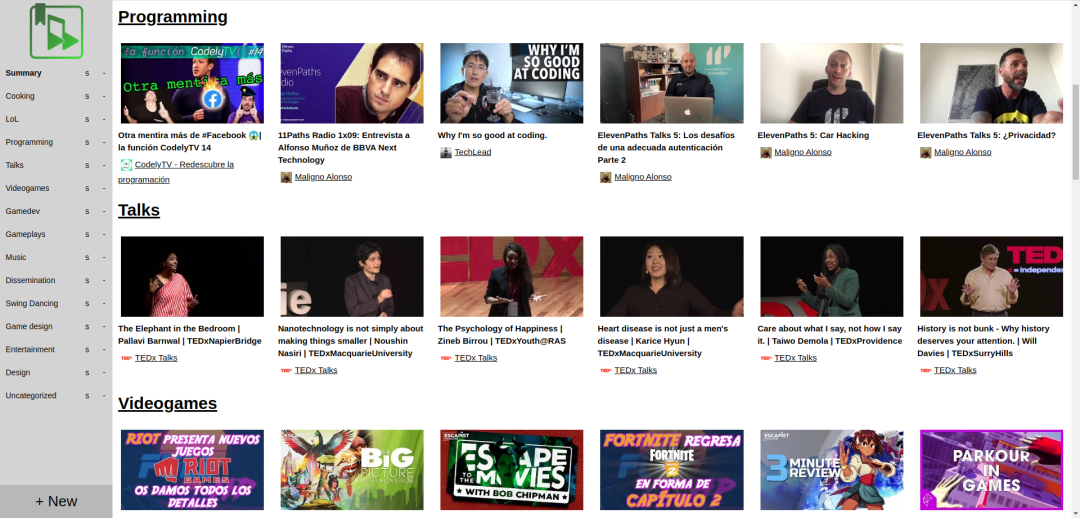 Summary s -
Cooking s -
LoL s -
Programming s -
Talks s -
Videogames s -
Gamedev s -
Gameplays s -
Music s -
Dissemination s -
Swing Dancing s -
Game design s -
Entertainment s -
Design s -
Uncategorized s -
+ New
Programming
la función CodelyTV #14
Otra mentira más
WHY I'M
SO GOOD
AT CODING
Otra mentira más de #Facebook 😱|
la función CodelyTV 14
CodelyTV - Redescubre la
programación
11Paths Radio 1x09: Entrevista a
Alfonso Muñoz de BBVA Next
Technology
Maligno Alonso
Why I'm so good at coding.
TechLead
ElevenPaths Talks 5: Los desafíos
de una adecuada autenticación
Parte 2
Maligno Alonso
ElevenPaths 5: Car Hacking
Maligno Alonso
ElevenPaths Talks 5: ¿Privacidad?
Maligno Alonso
Talks
The Elephant in the Bedroom |
Pallavi Barnwal | TEDxNapierBridge
TEDx Talks
Nanotechnology is not simply about
making things smaller | Noushin
Nasiri | TEDxMacquarieUniversity
TEDx Talks
The Psychology of Happiness |
Zineb Birrou | TEDxYouth@RAS
TEDx Talks
Heart disease is not just a men's
disease | Karice Hyun |
TEDxMacquarieUniversity
TEDx Talks
Care about what I say, not how I say
it. | Taiwo Demola | TEDxProvidence
TEDx Talks
TED
= independen
History is not bunk - Why history
deserves your attention. | Will
Davies | TEDxSurryHills
TEDx Talks
Videogames
RIOT PRESENTA NUEVOS
JUEGOS
RIOT
GAMES
OS DAMOS TODOS LOS
DETALLES
ESCAPIST
BiG
PICTURE
WITH MOVIEBOB
ESCAPIST
ESCAPE
TO THE
MOVIES
WITH BOB CHIPMAN
FORTNITE REGRESA
FORTNITE
EN FORMA DE
CAPÍTULO 2
ESCAPIST
3 MINUTE
REVIEW
PARKOUR
IN
GAMES